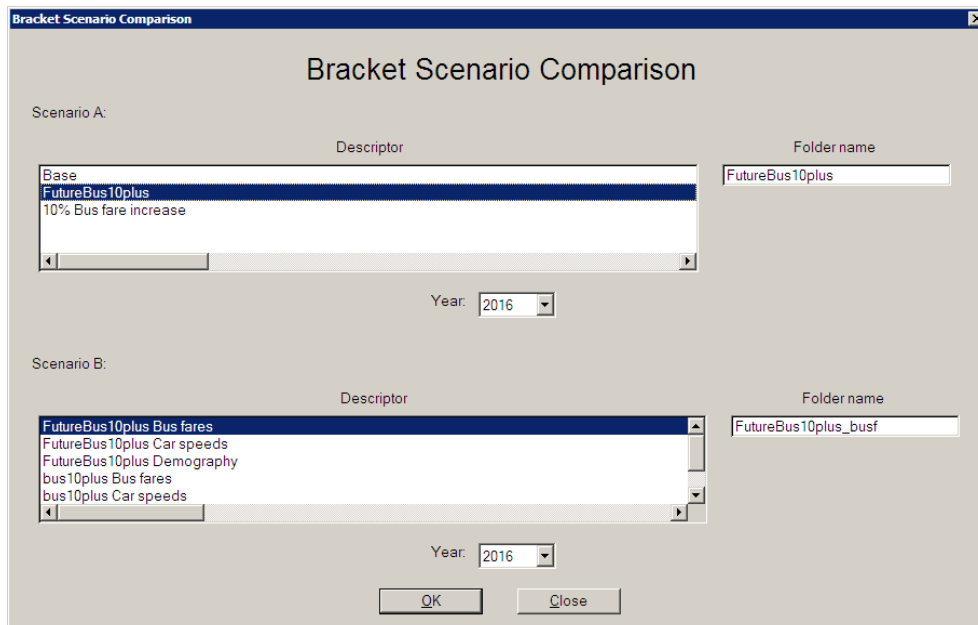 Bracket Scenario Comparison
Bracket Scenario Comparison
Scenario A:
Descriptor
Folder name
Base
FutureBus10plus
10% Bus fare increase
FutureBus10plus
Year: 2016
Scenario B:
Descriptor
Folder name
FutureBus10plus Bus fares
FutureBus10plus Car speeds
FutureBus10plus Demography
bus10plus Bus fares
bus10plus Car speeds
FutureBus10plus_busf
Year: 2016
OK
Close